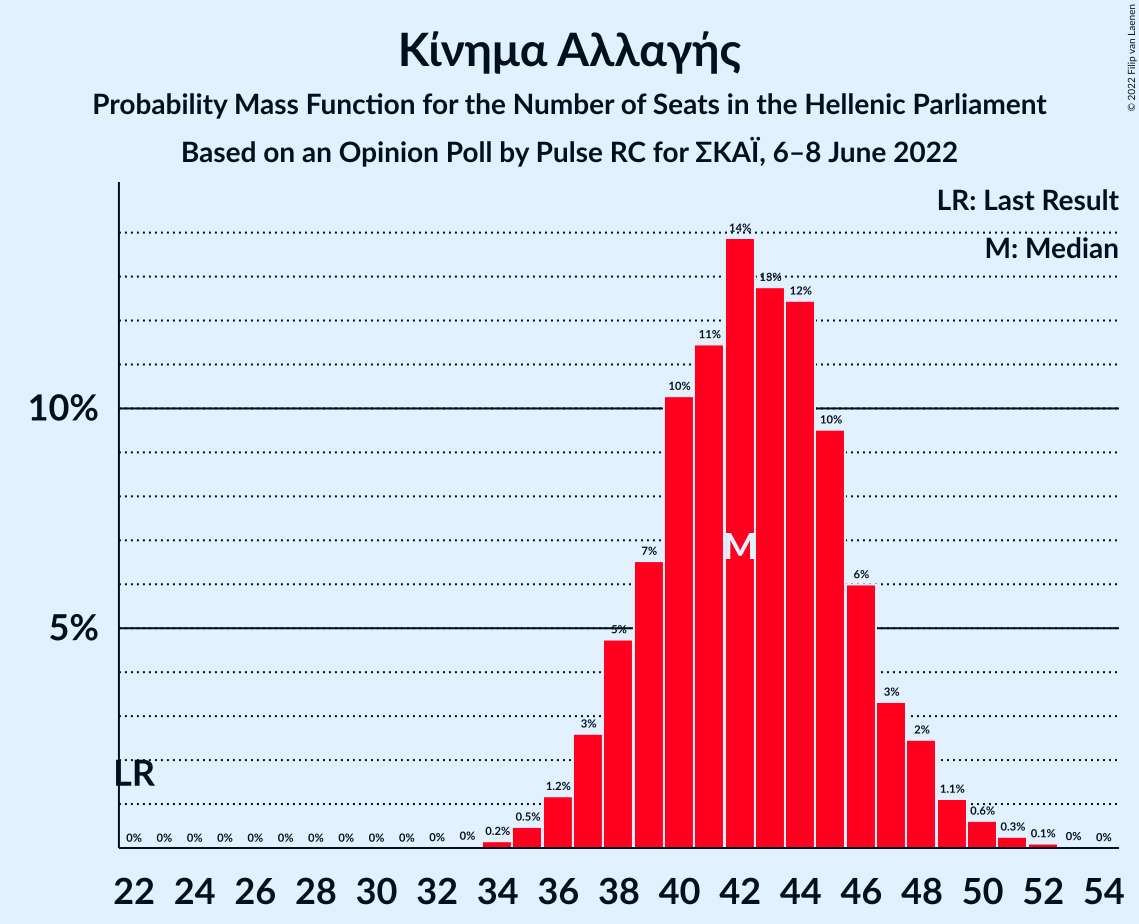 Κίνημα Αλλαγής
Probability Mass Function for the Number of Seats in the Hellenic Parliament
Based on an Opinion Poll by Pulse RC for ΣΚΑΪ, 6–8 June 2022
© 2022 Filip van Laenen
LR: Last Result
M: Median
14%
13%
12%
11%
10%
10%
10%
7%
M
6%
5%
5%
3%
3%
2%
LR
1.2%
1.1%
0.6%
0.5%
0.3%
0.2%
0.1%
0% 0% 0% 0% 0% 0% 0% 0% 0% 0% 0% 0% 0% 0%
22 24 26 28 30 32 34 36 38 40 42 44 46 48 50 52 54